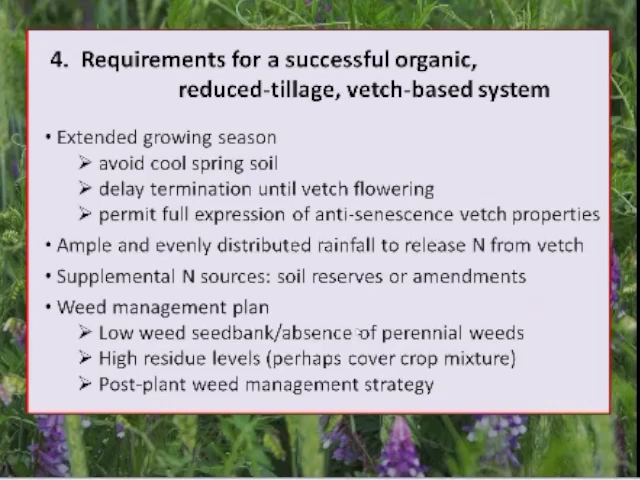 4. Requirements for a successful organic,
reduced-tillage, vetch-based system
• Extended growing season
➢ avoid cool spring soil
➢ delay termination until vetch flowering
➢ permit full expression of anti-senescence vetch properties
• Ample and evenly distributed rainfall to release N from vetch
• Supplemental N sources: soil reserves or amendments
• Weed management plan
➢ Low weed seedbank/absence of perennial weeds
➢ High residue levels (perhaps cover crop mixture)
➢ Post-plant weed management strategy